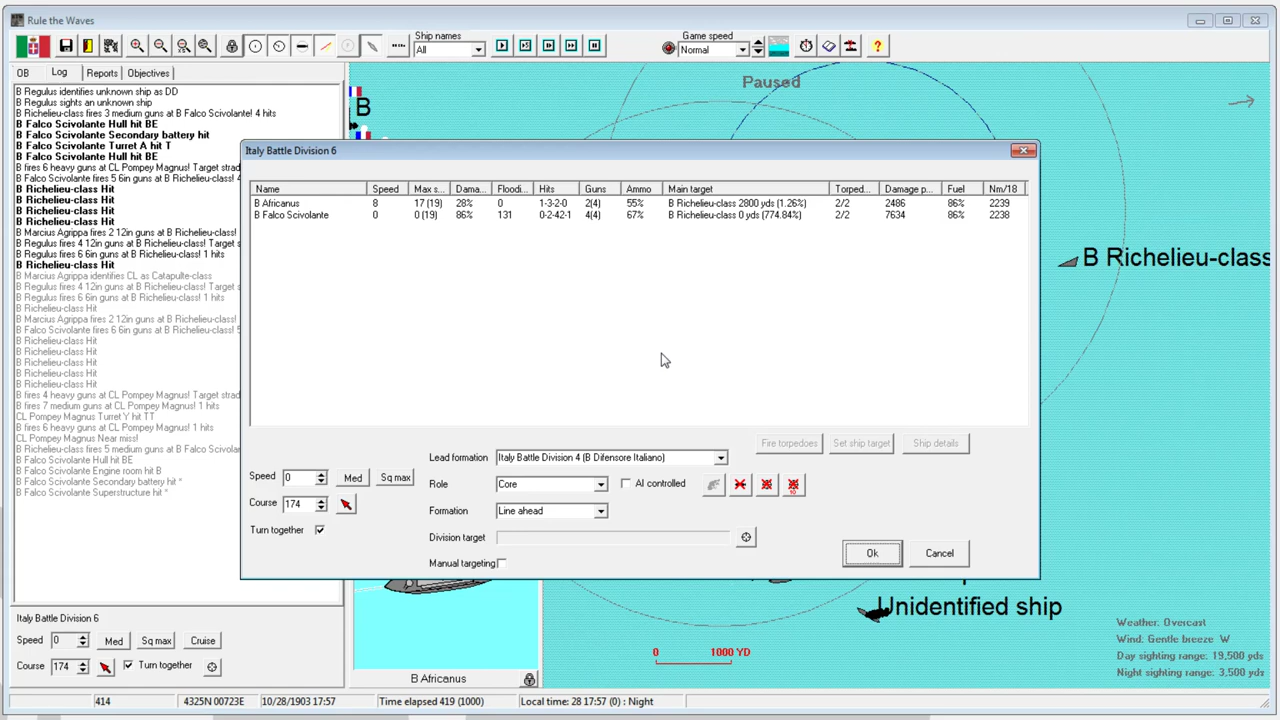 Rule the Waves
Ship names
All
Game speed
Normal
OB
Log
Reports
Objectives
B Regulus identifies unknown ship as DD
B Regulus sights an unknown ship
B Richelieu-class fires 3 medium guns at B Falco Scivolante! 4 hits
B Falco Scivolante Hull hit BE
B Falco Scivolante Secondary battery hit
B Falco Scivolante Turret A hit T
B Falco Scivolante Hull hit BE
B fires 6 heavy guns at CL Pompey Magnus! Target strad
B Falco Scivolante fires 5 6in guns at B Richelieu-class! 4
B Richelieu-class Hit
B Richelieu-class Hit
B Richelieu-class Hit
B Richelieu-class Hit
B Marcius Agrippa fires 2 12in guns at B Richelieu-class!
B Regulus fires 4 12in guns at B Richelieu-class! Target s
B Regulus fires 6 6in guns at B Richelieu-class! 1 hits
B Richelieu-class Hit
B Marcius Agrippa identifies CL as Catapulte-class
B Regulus fires 4 12in guns at B Richelieu-class! Target s
B Regulus fires 6 6in guns at B Richelieu-class! 1 hits
B Richelieu-class Hit
B Marcius Agrippa fires 2 12in guns at B Richelieu-class!
B Falco Scivolante fires 6 6in guns at B Richelieu-class! 5
B Richelieu-class Hit
B Richelieu-class Hit
B Richelieu-class Hit
B Richelieu-class Hit
B Richelieu-class Hit
B fires 4 heavy guns at CL Pompey Magnus! Target strad
B fires 7 medium guns at CL Pompey Magnus! 1 hits
CL Pompey Magnus Turret Y hit TT
B fires 6 heavy guns at CL Pompey Magnus! 1 hits
CL Pompey Magnus Near miss!
B Richelieu-class fires 5 medium guns at B Falco Scivolan
B Falco Scivolante Hull hit BE
B Falco Scivolante Engine room hit B
B Falco Scivolante Secondary battery hit *
B Falco Scivolante Superstructure hit *
Italy Battle Division 6
Speed 0 Med Sq max Cruise
Course 174 Turn together
Paused
B
B Richelieu-class
Unidentified ship
Weather: Overcast
Wind: Gentle breeze W
Day sighting range: 19,500 yds
Night sighting range: 3,500 yds
0 1000 YD
B Africanus
Italy Battle Division 6
Name Speed Max s... Dama... Floodi... Hits Guns Ammo Main target Torped... Damage p... Fuel Nm/18
B Africanus 8 17 (19) 28% 0 1-3-2-0 2(4) 55% B Richelieu-class 2800 yds (1.26%) 2/2 2486 86% 2239
B Falco Scivolante 0 0 (19) 86% 131 0-2-42-1 4(4) 67% B Richelieu-class 0 yds (774.84%) 2/2 7634 86% 2238
Fire torpedoes Set ship target Ship details
Lead formation Italy Battle Division 4 (B Difensore Italiano)
Speed 0 Med Sq max
Role Core AI controlled
10
Course 174
Formation Line ahead
Turn together
Division target
Manual targeting
Ok Cancel
414 4325N 00723E 10/28/1903 17:57 Time elapsed 419 (1000) Local time: 28 17:57 (0) Night